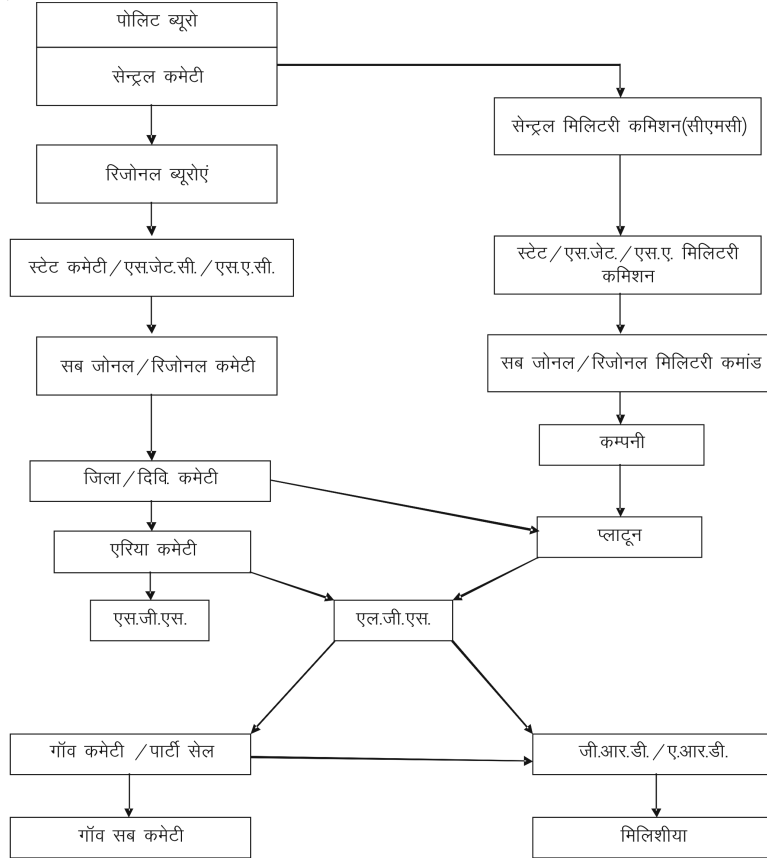 पोलिट ब्यूरो
सेन्ट्रल कमेटी
सेन्ट्रल मिलिटरी कमिशन(सीएमसी)
रिजोनल ब्यूरोएं
स्टेट कमेटी/एस.जेट.सी./एस.ए.सी.
स्टेट/एस.जेट./एस.ए. मिलिटरी
कमिशन
सब जोनल/रिजोनल कमेटी
सब जोनल/रिजोनल मिलिटरी कमांड
कम्पनी
जिला/दिवि. कमेटी
प्लाटून
एरिया कमेटी
एस.जी.एस.
एल.जी.एस.
गॉव कमेटी /पार्टी सेल
जी.आर.डी./ए.आर.डी.
गॉव सब कमेटी
मिलिशीया